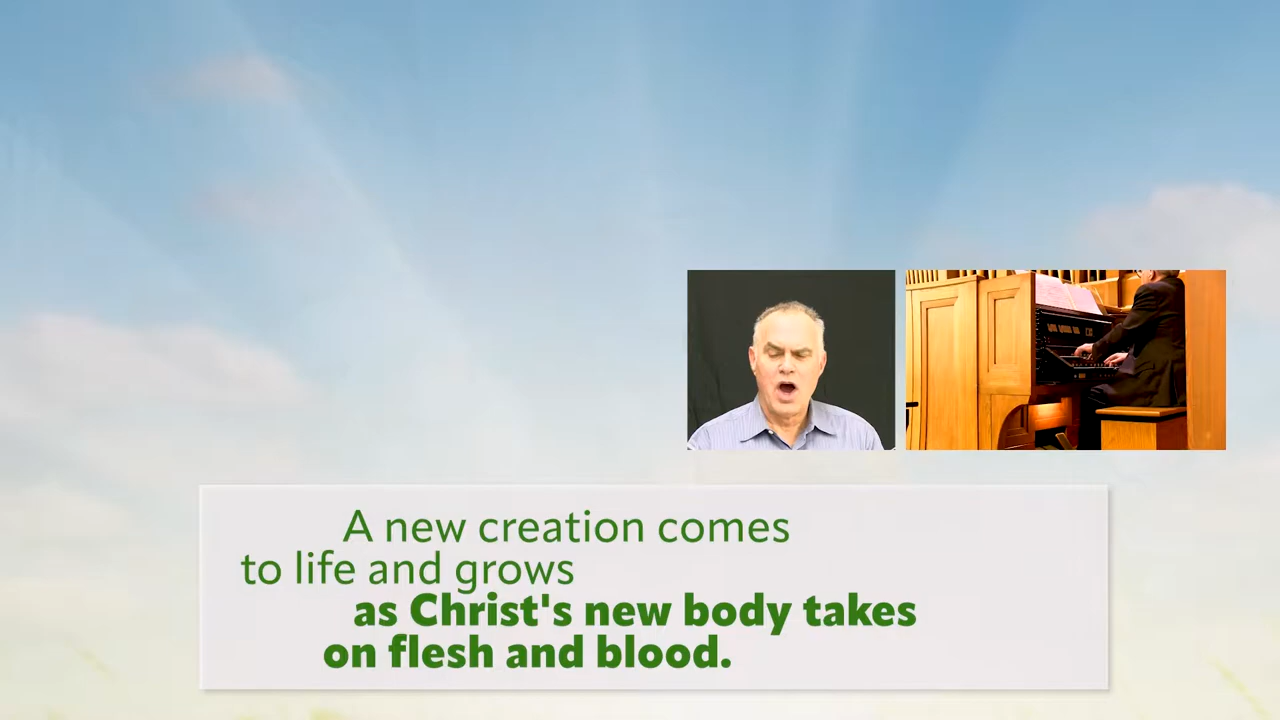 A new creation comes
to life and grows
as Christ's new body takes
on flesh and blood.